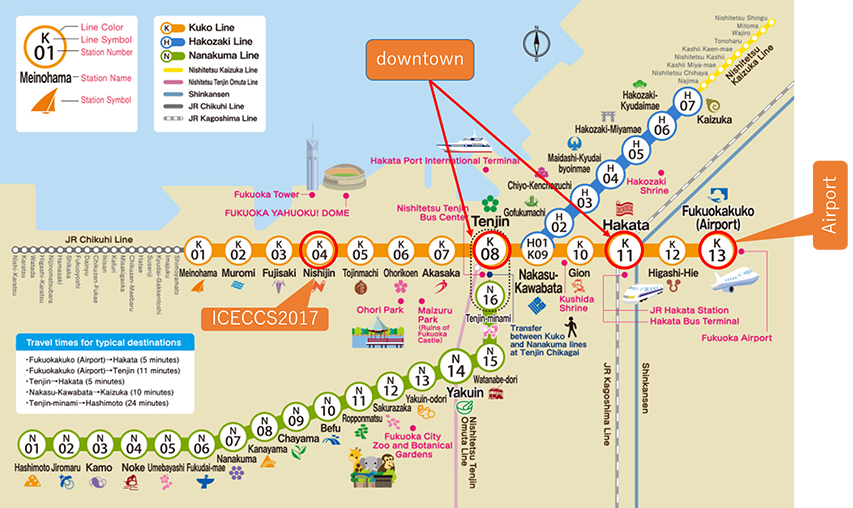 K
01
Meinohama
Line Color
Line Symbol
Station Number
Station Name
Station Symbol
K Kuko Line
H Hakozaki Line
N Nanakuma Line
Nishitetsu Kaizuka Line
Nishitetsu Tenjin Omuta Line
Shinkansen
JR Chikuhi Line
JR Kagoshima Line
downtown
N
Nishitetsu Shingu
Mitoma
Wajiro
Tonoharu
Kashii Kaen-mae
Nishitetsu Kashii
Kashii Miya-mae
Nishitetsu Chihaya
Najima
Nishitetsu
Kaizuka Line
H
07
Kaizuka
Hakozaki-
Kyudaimae
H
06
Hakozaki-Miyamae
H
05
Maidashi-Kyudai
byoinmae
H
04
Chiyo-Kenchoguchi
H
03
Gofukumachi
H
02
Hakozaki
Shrine
Hakata Port International Terminal
Fukuoka Tower
FUKUOKA YAHUOKU! DOME
Nishitetsu Tenjin
Bus Center
Tenjin
Hakata
Fukuokakuko
(Airport)
Airport
JR Chikuhi Line
K
01
K
02
K
03
K
04
K
05
K
06
K
07
K
08
H01
K09
K
10
K
11
K
12
K
13
Meinohama
Muromi
Fujisaki
Nishijin
Tojinmachi
Ohorikoen
Akasaka
Nakasu-
Kawabata
Gion
Higashi-Hie
Nishi-Karatsu
Karatsu
Watada
Higashi-Karatsu
Nijinomatsubara
Hamasaki
Shikaka
Fukuyoshi
Dainyu
Chikuzen-Fukae
Ikisan
Kafuri
Misakigaoka
Chikuzen-Maebaru
Hatae
Susenji
Kyudai-Gakkentoshi
Imajuku
Shimoyamato
ICECCS2017
Ohori Park
Maizuru
Park
(Ruins of
Fukuoka
Castle)
N
16
Tenjin-minami
Kushida
Shrine
Transfer
between Kuko
and Nanakuma lines
at Tenjin Chikagai
JR Hakata Station
Hakata Bus Terminal
Fukuoka Airport
JR Kagoshima Line
Shinkansen
Travel times for typical destinations
・Fukuokakuko (Airport)→Hakata (5 minutes)
・Fukuokakuko (Airport)→Tenjin (11 minutes)
・Tenjin→Hakata (5 minutes)
・Nakasu-Kawabata→Kaizuka (10 minutes)
・Tenjin-minami→Hashimoto (24 minutes)
N
15
Watanabe-dori
N
14
Yakuin
N
13
Yakuin-odori
N
12
Sakurazaka
N
11
Ropponmatsu
N
10
Befu
N
09
Chayama
N
08
Kanayama
N
07
Nanakuma
N
06
Fukudai-mae
N
05
Umebayashi
N
04
Noke
N
03
Kamo
N
02
Jiromaru
N
01
Hashimoto
Fukuoka City
Zoo and Botanical
Gardens
Nishitetsu Tenjin
Omuta Line